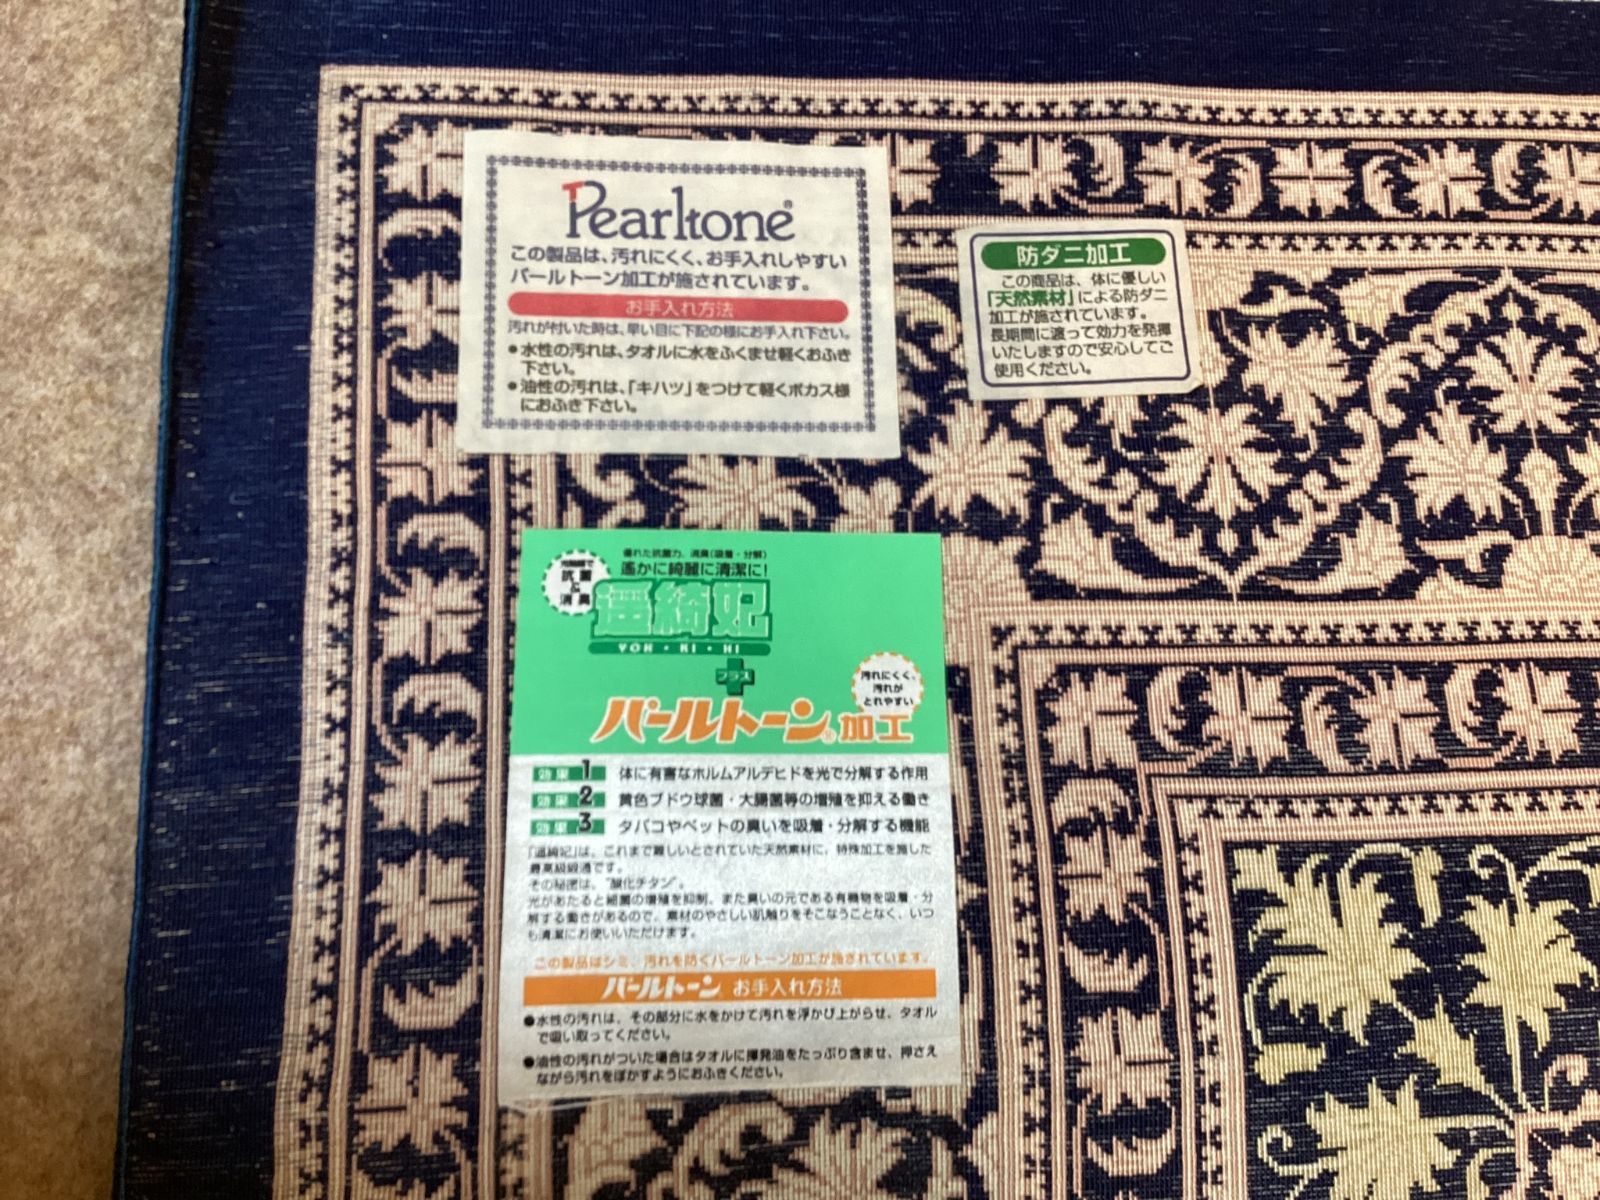 Pearltone®
この製品は、汚れにくく、お手入れしやすい
パールトーン加工が施されています。
お手入れ方法
汚れが付いた時は、早い目に下記の様にお手入れ下さい。
●水性の汚れは、タオルに水をふくませ軽くおふき
下さい。
●油性の汚れは、「キハツ」をつけて軽くボカス様
におふき下さい。
防ダニ加工
この商品は、体に優しい
「天然素材」による防ダニ
加工が施されています。
長期間に渡って効力を発揮
いたしますので安心してご
使用ください。
優れた抗菌力、消臭(吸着・分解)
遙かに綺麗に清潔に!
抗菌
と
消臭
遥綺妃
YOH・KI・HI
プラス
汚れにくく、
汚れが
とれやすい
パールトーン®加工
効果1 体に有害なホルムアルデヒドを光で分解する作用
効果2 黄色ブドウ球菌・大腸菌等の増殖を抑える働き
効果3 タバコやペットの臭いを吸着・分解する機能
「遥綺妃」は、これまで難しいとされていた天然素材に、特殊加工を施した
最高級緞通です。
その秘密は、"酸化チタン"。
光があたると細菌の増殖を抑制、また臭いの元である有機物を吸着・分
解する働きがあるので、素材のやさしい肌触りをそこなうことなく、いつ
も清潔にお使いいただけます。
この製品はシミ、汚れを防ぐパールトーン加工が施されています。
パールトーン お手入れ方法
●水性の汚れは、その部分に水をかけて汚れを浮かび上がらせ、タオル
で吸い取ってください。
●油性の汚れがついた場合はタオルに揮発油をたっぷり含ませ、押さえ
ながら汚れをぼかすようにおふきください。